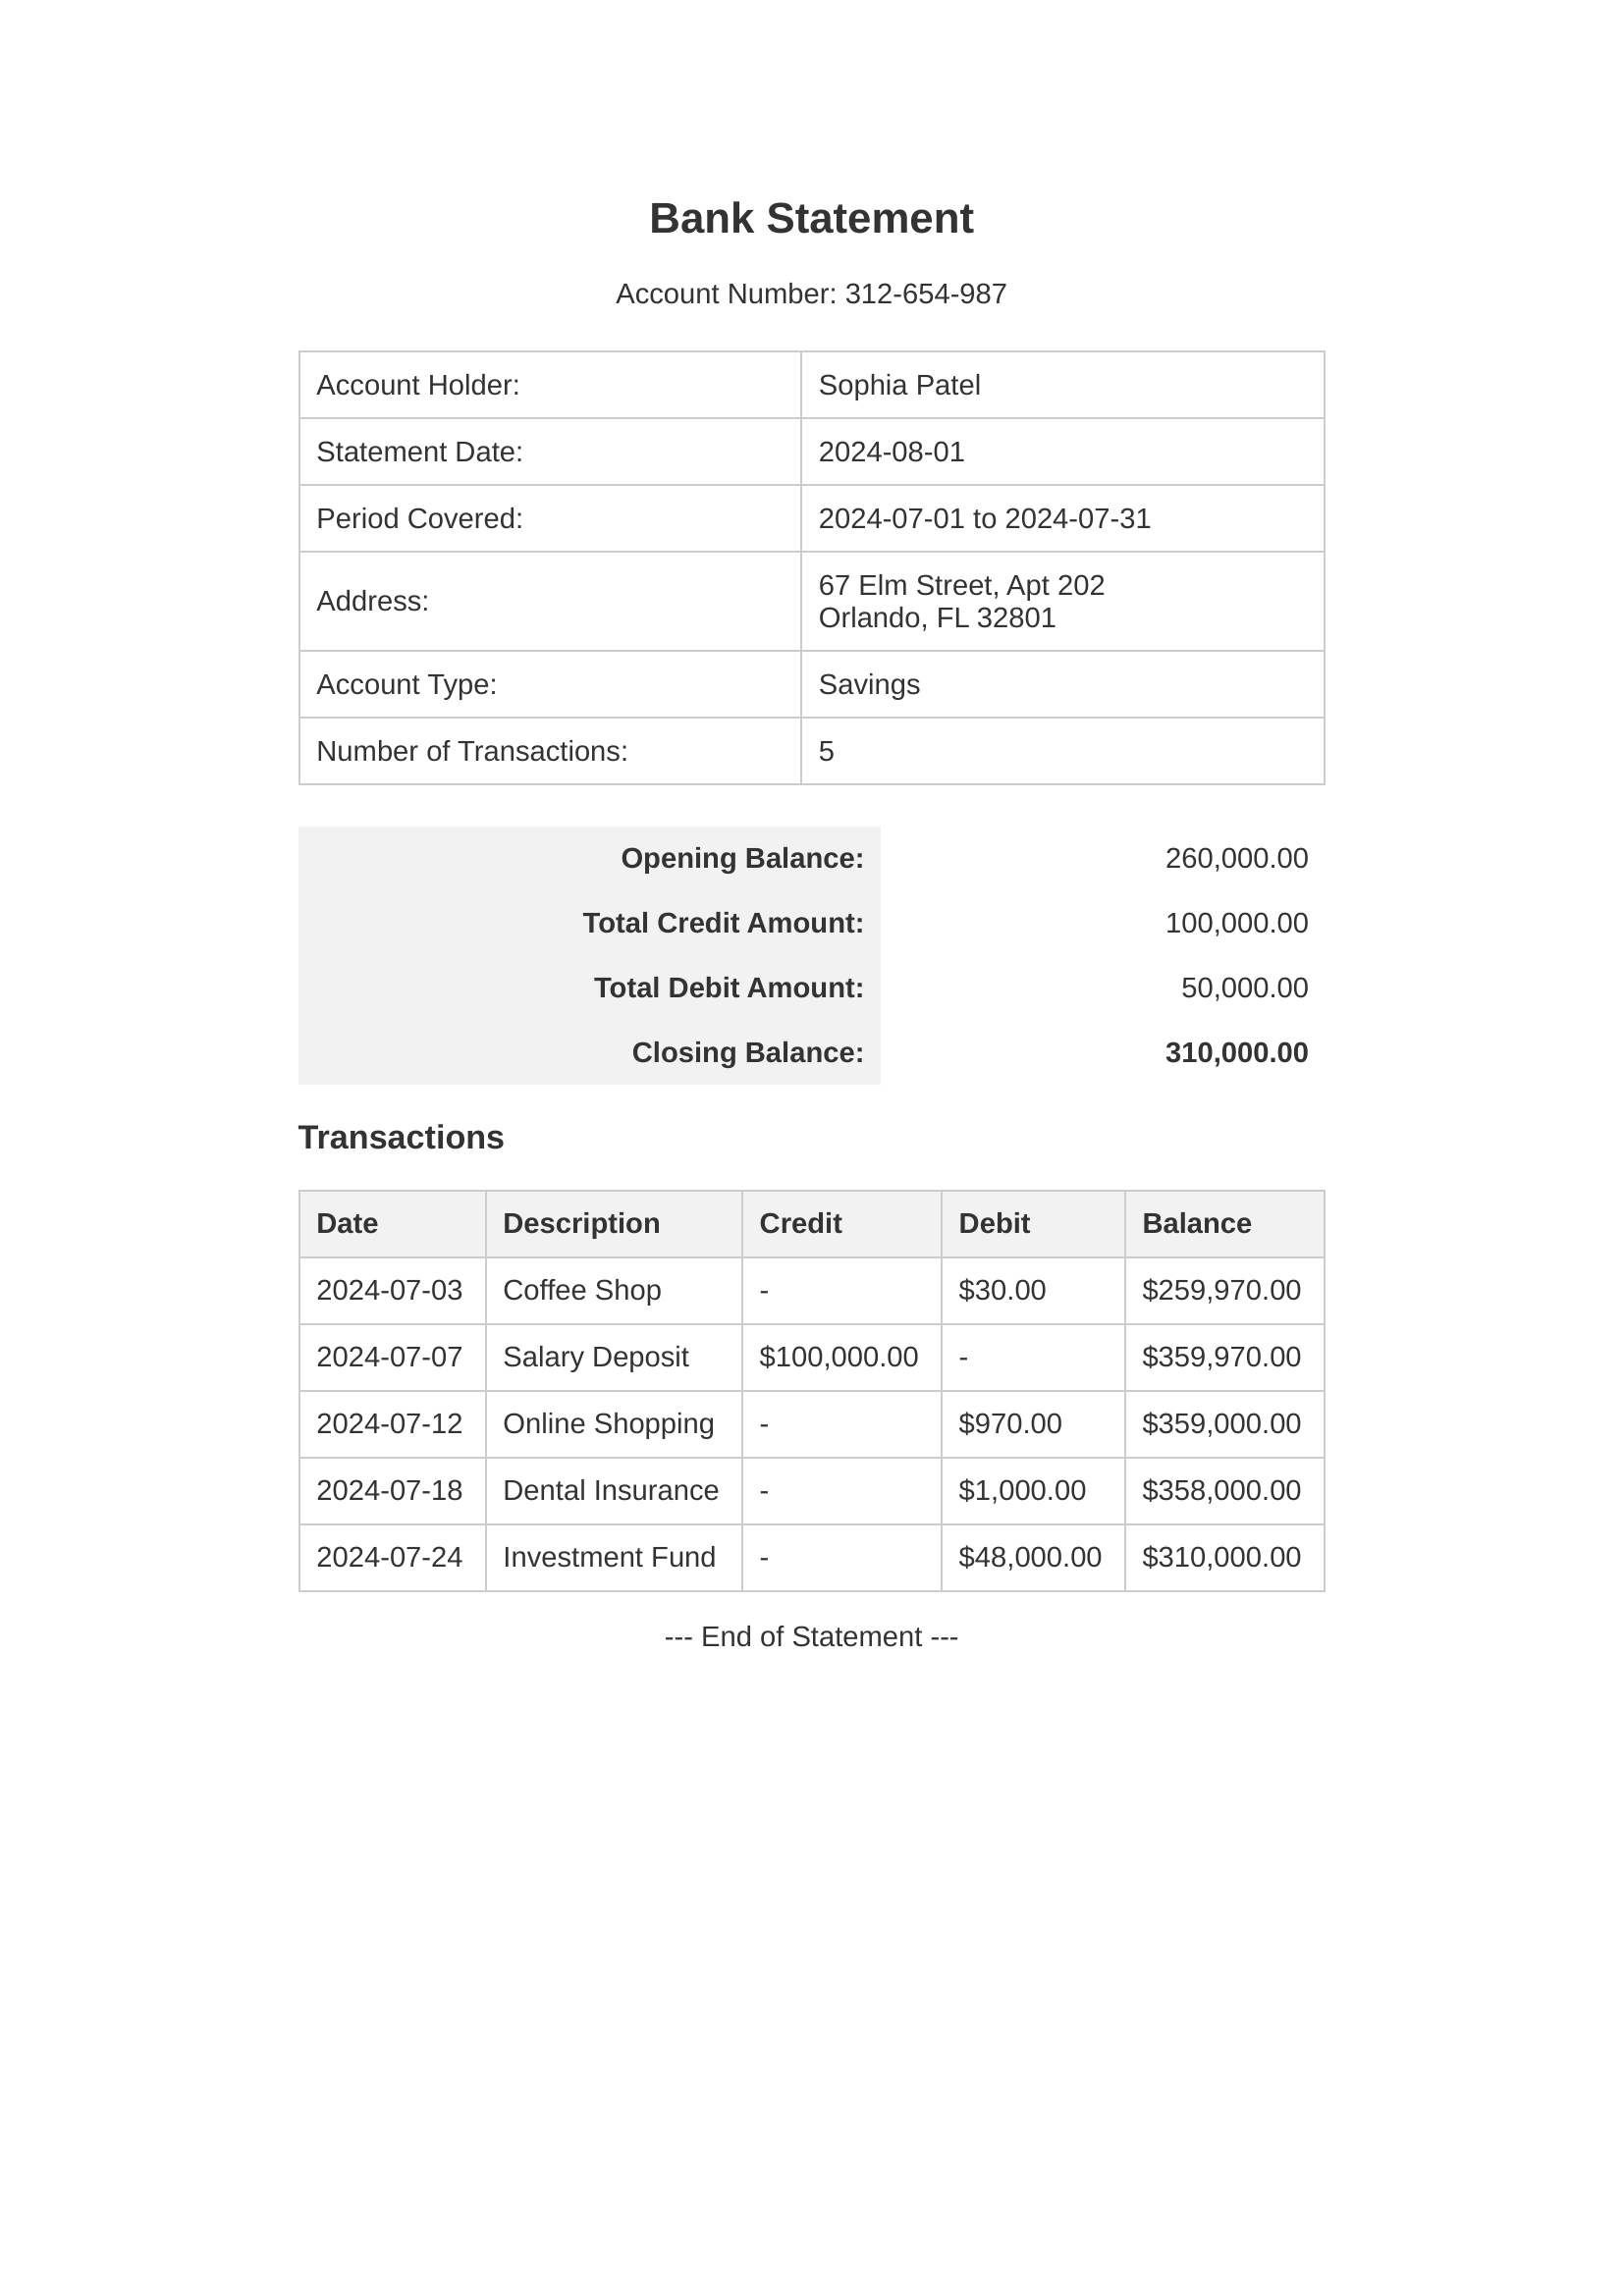 Bank Statement
Account Number: 312-654-987
Account Holder: Sophia Patel
Statement Date: 2024-08-01
Period Covered: 2024-07-01 to 2024-07-31
Address: 67 Elm Street, Apt 202
Orlando, FL 32801
Account Type: Savings
Number of Transactions: 5
Opening Balance: 260,000.00
Total Credit Amount: 100,000.00
Total Debit Amount: 50,000.00
Closing Balance: 310,000.00
Transactions
Date Description Credit Debit Balance
2024-07-03 Coffee Shop - $30.00 $259,970.00
2024-07-07 Salary Deposit $100,000.00 - $359,970.00
2024-07-12 Online Shopping - $970.00 $359,000.00
2024-07-18 Dental Insurance - $1,000.00 $358,000.00
2024-07-24 Investment Fund - $48,000.00 $310,000.00
--- End of Statement ---